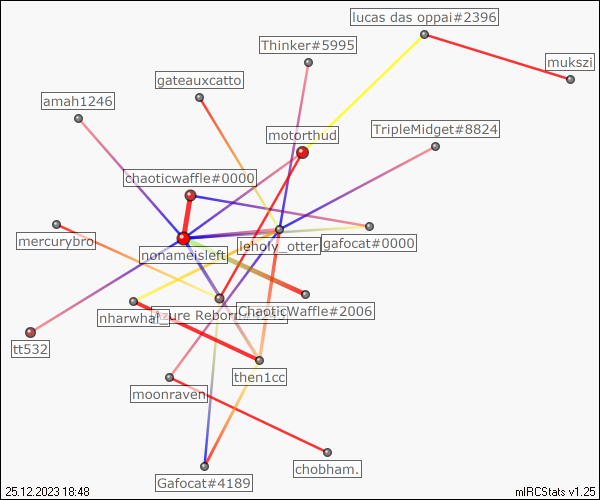 lucas das oppai#2396
Thinker#5995
mukszi
gateauxcatto
amah1246
motorthud
TripleMidget#8824
chaoticwaffle#0000
mercurybro
leholy_otter
gafocat#0000
nonameisleft
nharwhal
Azure Reborn
ChaoticWaffle#2006
tt532
then1cc
moonraven
chobham.
Gafocat#4189
25.12.2023 18:48
mIRCStats v1.25